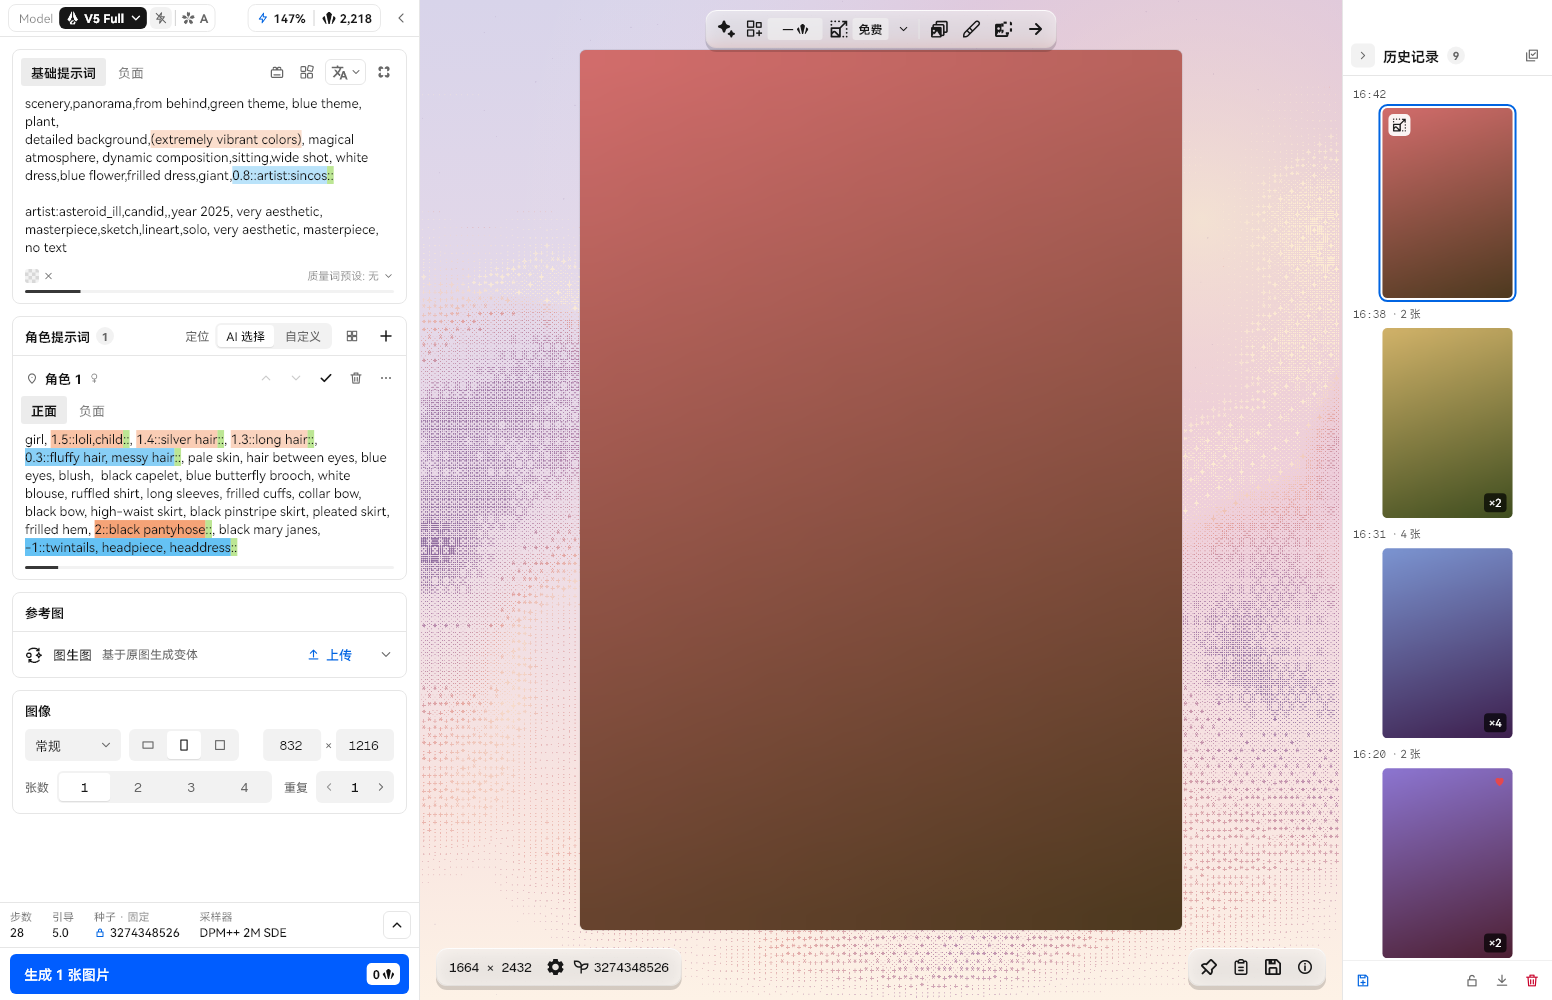 Model
V5 Full
A
147%
2,218
基础提示词
负面
scenery,panorama,from behind,green theme, blue theme,
plant,
detailed background,(extremely vibrant colors), magical
atmosphere, dynamic composition,sitting,wide shot, white
dress,blue flower,frilled dress,giant,0.8::artist:sincos::
artist:asteroid_ill,candid,,year 2025, very aesthetic,
masterpiece,sketch,lineart,solo, very aesthetic, masterpiece,
no text
质量词预设: 无
角色提示词
1
定位
AI 选择
自定义
角色 1
正面
负面
girl, 1.5::loli,child::, 1.4::silver hair::, 1.3::long hair::,
0.3::fluffy hair, messy hair::, pale skin, hair between eyes, blue
eyes, blush,  black capelet, blue butterfly brooch, white
blouse, ruffled shirt, long sleeves, frilled cuffs, collar bow,
black bow, high-waist skirt, black pinstripe skirt, pleated skirt,
frilled hem, 2::black pantyhose::, black mary janes,
-1::twintails, headpiece, headdress::
参考图
图生图
基于原图生成变体
上传
图像
常规
832 × 1216
张数
1
2
3
4
重复
1
步数
28
引导
5.0
种子 · 固定
3274348526
采样器
DPM++ 2M SDE
生成 1 张图片
0
免费
1664 × 2432
3274348526
历史记录
9
16:42
16:38 · 2 张
×2
16:31 · 4 张
×4
16:20 · 2 张
×2